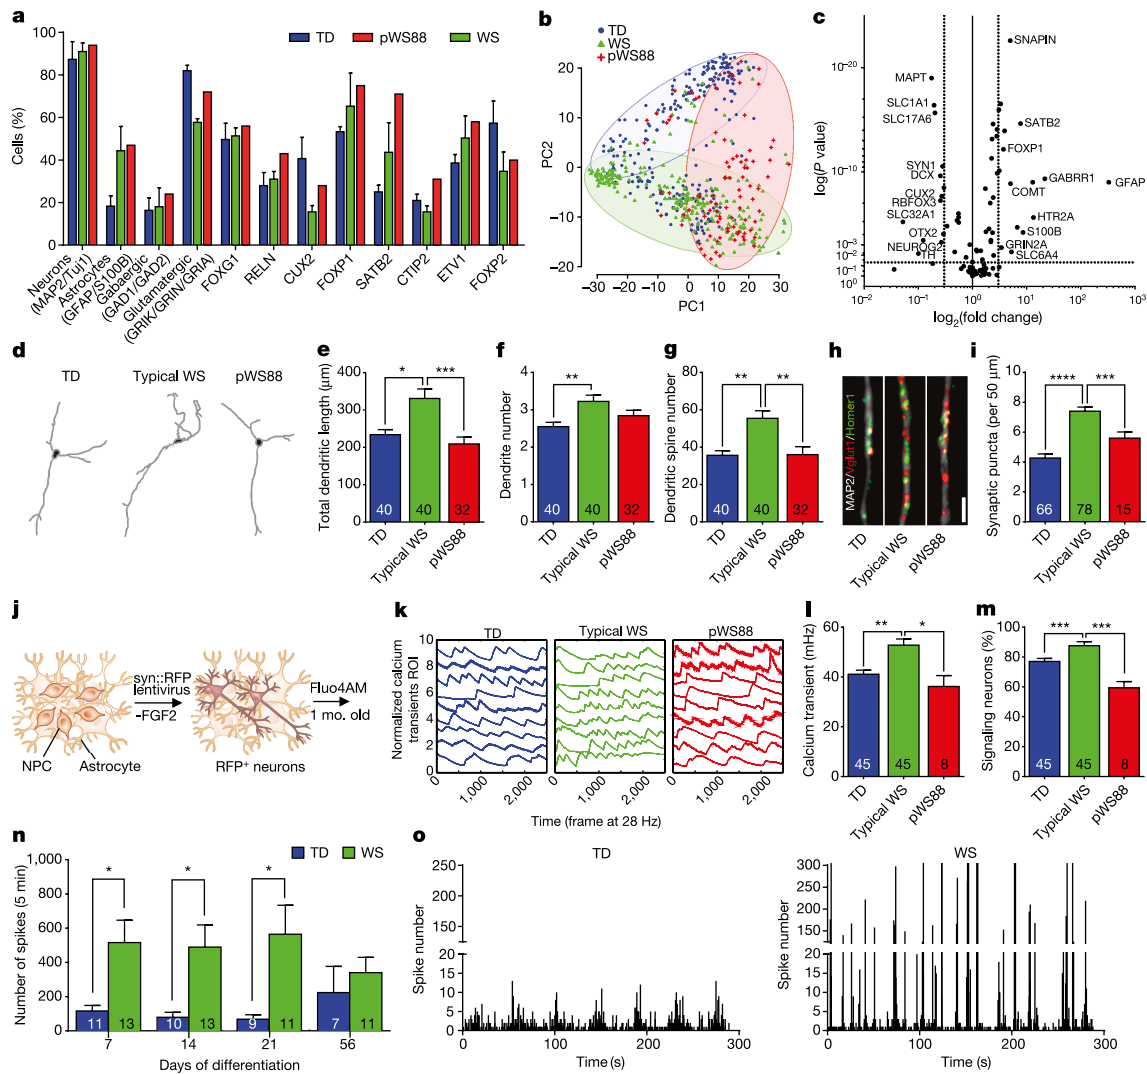 a
TD
pWS88
WS
Cells (%)
100
80
60
40
20
0
Neurons
(MAP2/Tuj1)
Astrocytes
(GFAP/S100B)
Gabaergic
(GAD1/GAD2)
Glutamatergic
(GRIK/GRIN/GRIA)
FOXG1
RELN
CUX2
FOXP1
SATB2
CTIP2
ETV1
FOXP2
b
TD
WS
pWS88
PC2
20
10
0
−10
−20
−30 −20 −10 0 10 20 30
PC1
c
log(P value)
10−20
10−10
10−3
10−2
10−1
100
SNAPIN
MAPT
SLC1A1
SLC17A6
SATB2
FOXP1
SYN1
DCX
GABRR1
GFAP
COMT
CUX2
RBFOX3
SLC32A1
HTR2A
OTX2
S100B
NEUROG2
GRIN2A
TH
SLC6A4
10−2 10−1 100 101 102 103
log2(fold change)
d
TD
Typical WS
pWS88
e
Total dendritic length (μm)
400
300
200
100
0
*
***
40
40
32
TD
Typical WS
pWS88
f
Dendrite number
5
4
3
2
1
0
**
40
40
32
TD
Typical WS
pWS88
g
Dendritic spine number
100
80
60
40
20
0
**
**
40
40
32
TD
Typical WS
pWS88
h
MAP2/Vglut1/Homer1
TD
Typical WS
pWS88
i
Synaptic puncta (per 50 μm)
10
8
6
4
2
0
****
***
66
78
15
TD
Typical WS
pWS88
j
syn::RFP
lentivirus
-FGF2
Fluo4AM
1 mo. old
NPC
Astrocyte
RFP+ neurons
k
TD
Typical WS
pWS88
Normalized calcium
transients ROI
10
8
6
4
2
0
0 1,000 2,000
0 1,000 2,000
0 1,000 2,000
Time (frame at 28 Hz)
l
Calcium transient (mHz)
60
40
20
0
**
*
45
45
8
TD
Typical WS
pWS88
m
Signaling neurons (%)
100
80
60
40
20
0
***
***
45
45
8
TD
Typical WS
pWS88
n
TD
WS
Number of spikes (5 min)
1,000
800
600
400
200
0
*
*
*
11 13 10 13 9 11 7 11
7 14 21 56
Days of differentiation
o
TD
Spike number
250
200
150
100
50
20
15
10
5
0
0 100 200 300
Time (s)
WS
Spike number
300
250
200
150
100
50
20
15
10
5
0
0 100 200 300
Time (s)